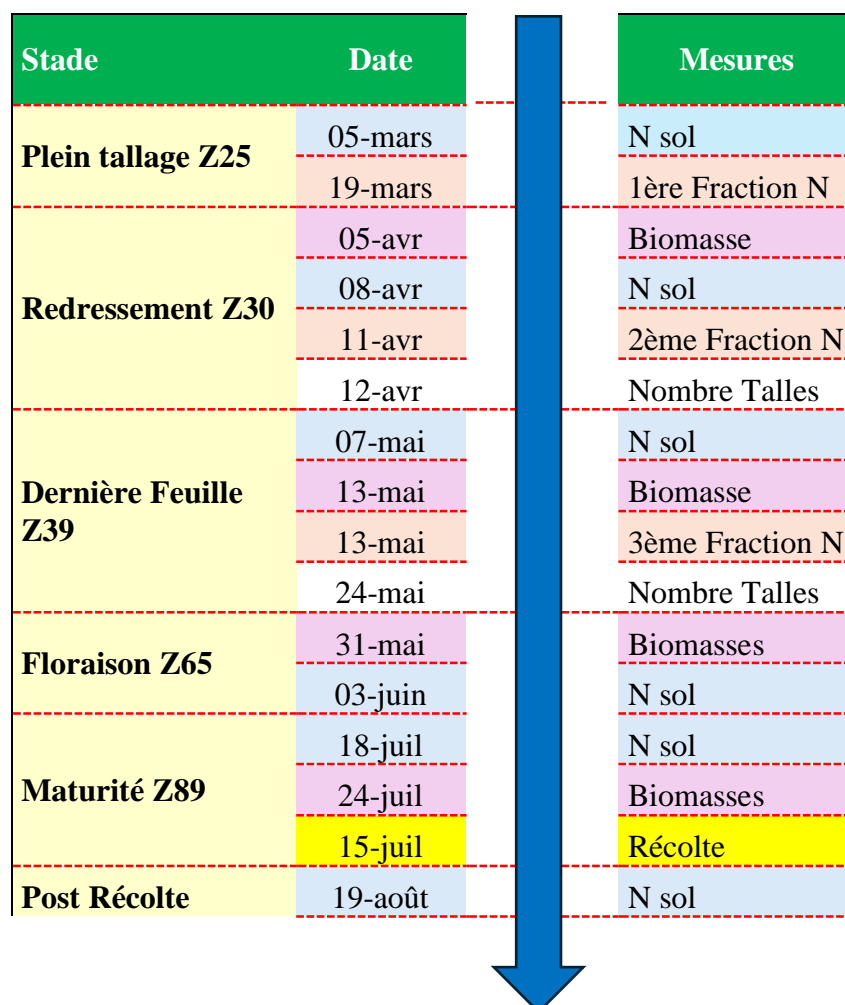 Stade Date Mesures
Plein tallage Z25
05-mars N sol
19-mars 1ère Fraction N
Redressement Z30
05-avr Biomasse
08-avr N sol
11-avr 2ème Fraction N
12-avr Nombre Talles
Dernière Feuille
Z39
07-mai N sol
13-mai Biomasse
13-mai 3ème Fraction N
24-mai Nombre Talles
Floraison Z65
31-mai Biomasses
03-juin N sol
Maturité Z89
18-juil N sol
24-juil Biomasses
15-juil Récolte
Post Récolte 19-août N sol